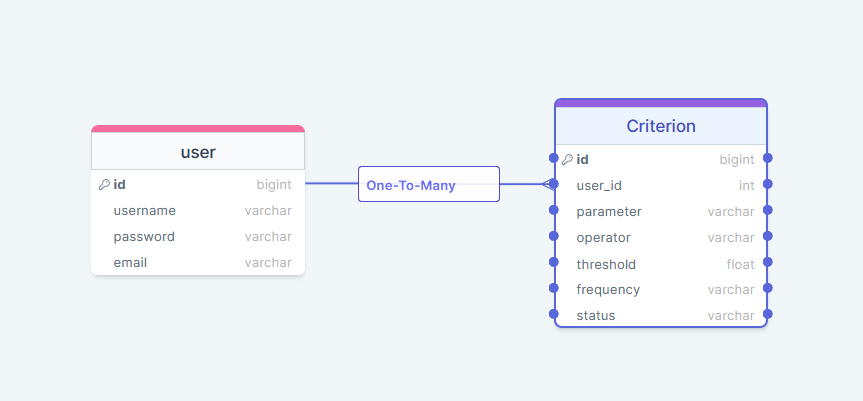 user
id bigint
username varchar
password varchar
email varchar
One-To-Many
Criterion
id bigint
user_id int
parameter varchar
operator varchar
threshold float
frequency varchar
status varchar